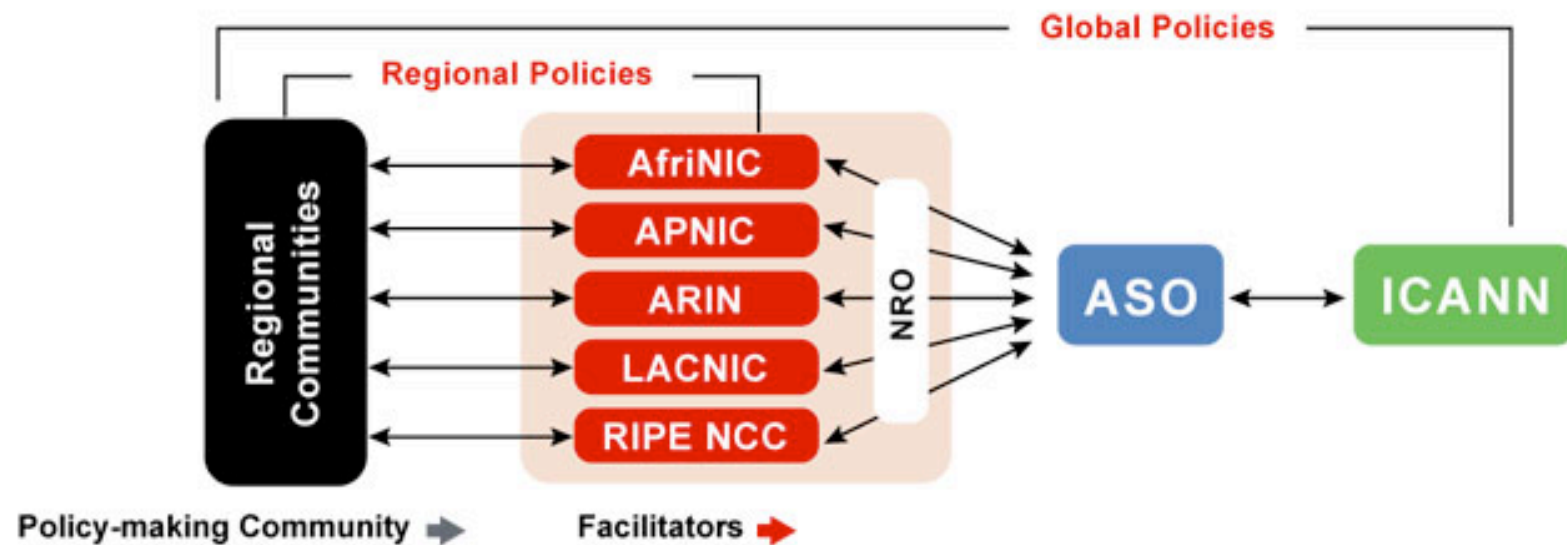 Global Policies
Regional Policies
Regional
Communities
AfriNIC
APNIC
ARIN
LACNIC
RIPE NCC
NRO
ASO
ICANN
Policy-making Community
Facilitators